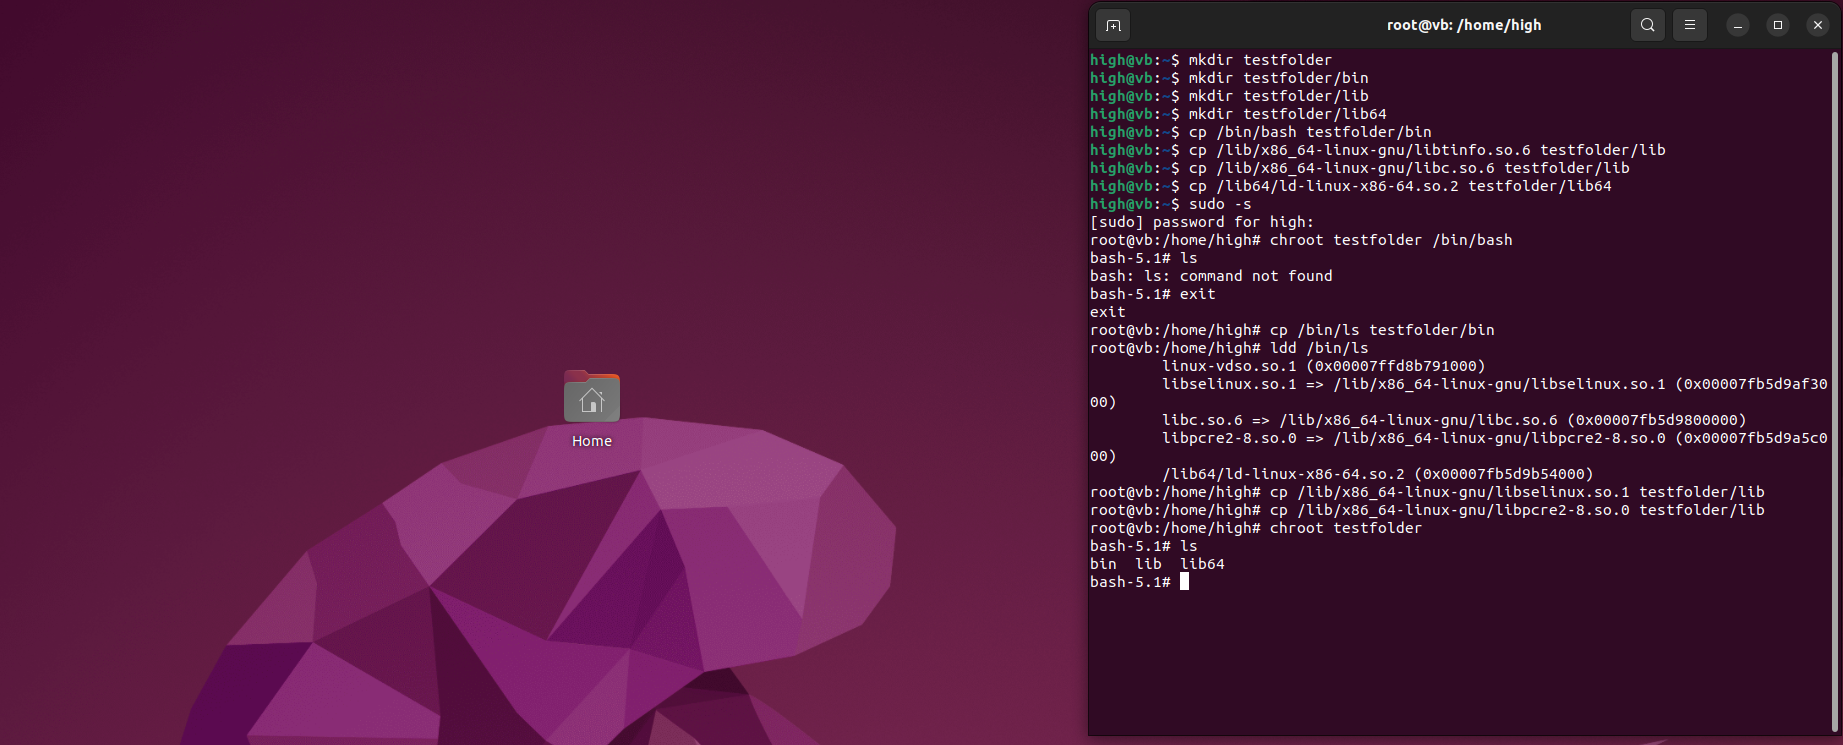 root@vb: /home/high
high@vb:~$ mkdir testfolder
high@vb:~$ mkdir testfolder/bin
high@vb:~$ mkdir testfolder/lib
high@vb:~$ mkdir testfolder/lib64
high@vb:~$ cp /bin/bash testfolder/bin
high@vb:~$ cp /lib/x86_64-linux-gnu/libtinfo.so.6 testfolder/lib
high@vb:~$ cp /lib/x86_64-linux-gnu/libc.so.6 testfolder/lib
high@vb:~$ cp /lib64/ld-linux-x86-64.so.2 testfolder/lib64
high@vb:~$ sudo -s
[sudo] password for high:
root@vb:/home/high# chroot testfolder /bin/bash
bash-5.1# ls
bash: ls: command not found
bash-5.1# exit
exit
root@vb:/home/high# cp /bin/ls testfolder/bin
root@vb:/home/high# ldd /bin/ls
linux-vdso.so.1 (0x00007ffd8b791000)
libselinux.so.1 => /lib/x86_64-linux-gnu/libselinux.so.1 (0x00007fb5d9af30
00)
libc.so.6 => /lib/x86_64-linux-gnu/libc.so.6 (0x00007fb5d9800000)
libpcre2-8.so.0 => /lib/x86_64-linux-gnu/libpcre2-8.so.0 (0x00007fb5d9a5c0
00)
/lib64/ld-linux-x86-64.so.2 (0x00007fb5d9b54000)
root@vb:/home/high# cp /lib/x86_64-linux-gnu/libselinux.so.1 testfolder/lib
root@vb:/home/high# cp /lib/x86_64-linux-gnu/libpcre2-8.so.0 testfolder/lib
root@vb:/home/high# chroot testfolder
bash-5.1# ls
bin  lib  lib64
bash-5.1#
Home